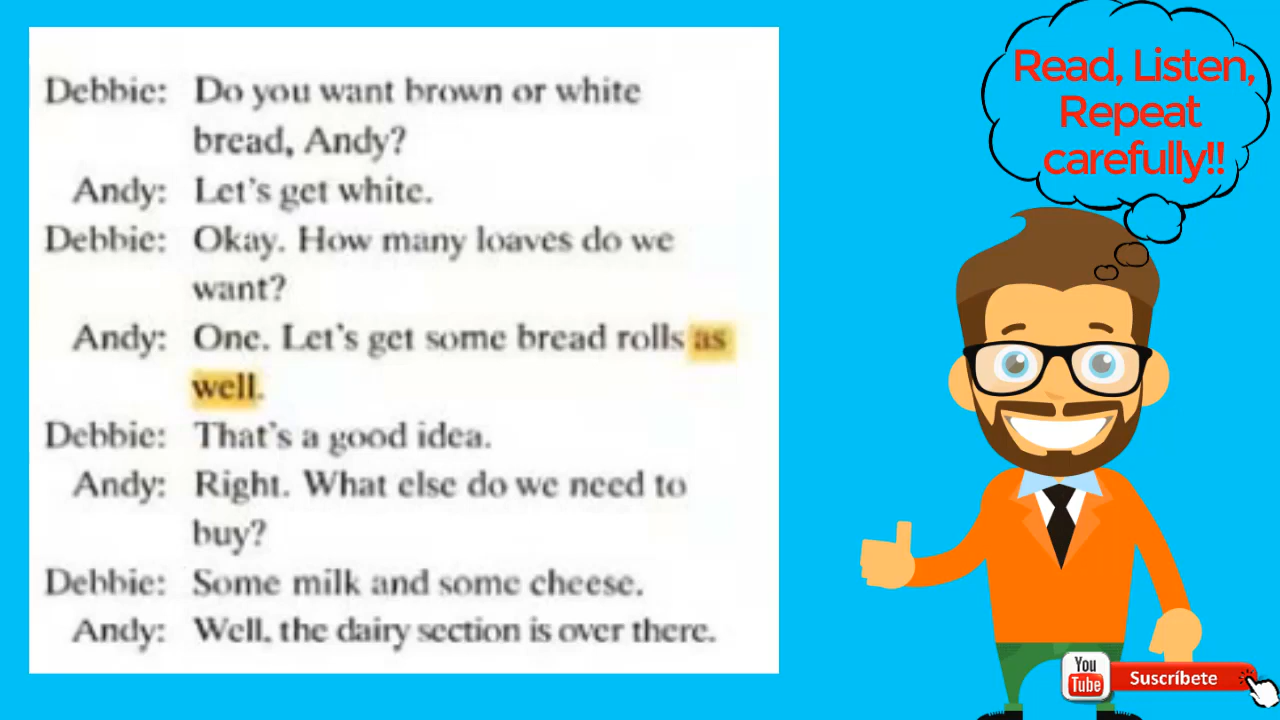 Debbie: Do you want brown or white
bread, Andy?
Andy: Let's get white.
Debbie: Okay. How many loaves do we
want?
Andy: One. Let's get some bread rolls as
well.
Debbie: That's a good idea.
Andy: Right. What else do we need to
buy?
Debbie: Some milk and some cheese.
Andy: Well, the dairy section is over there.
Read, Listen,
Repeat
carefully!!
You
Tube
Suscríbete